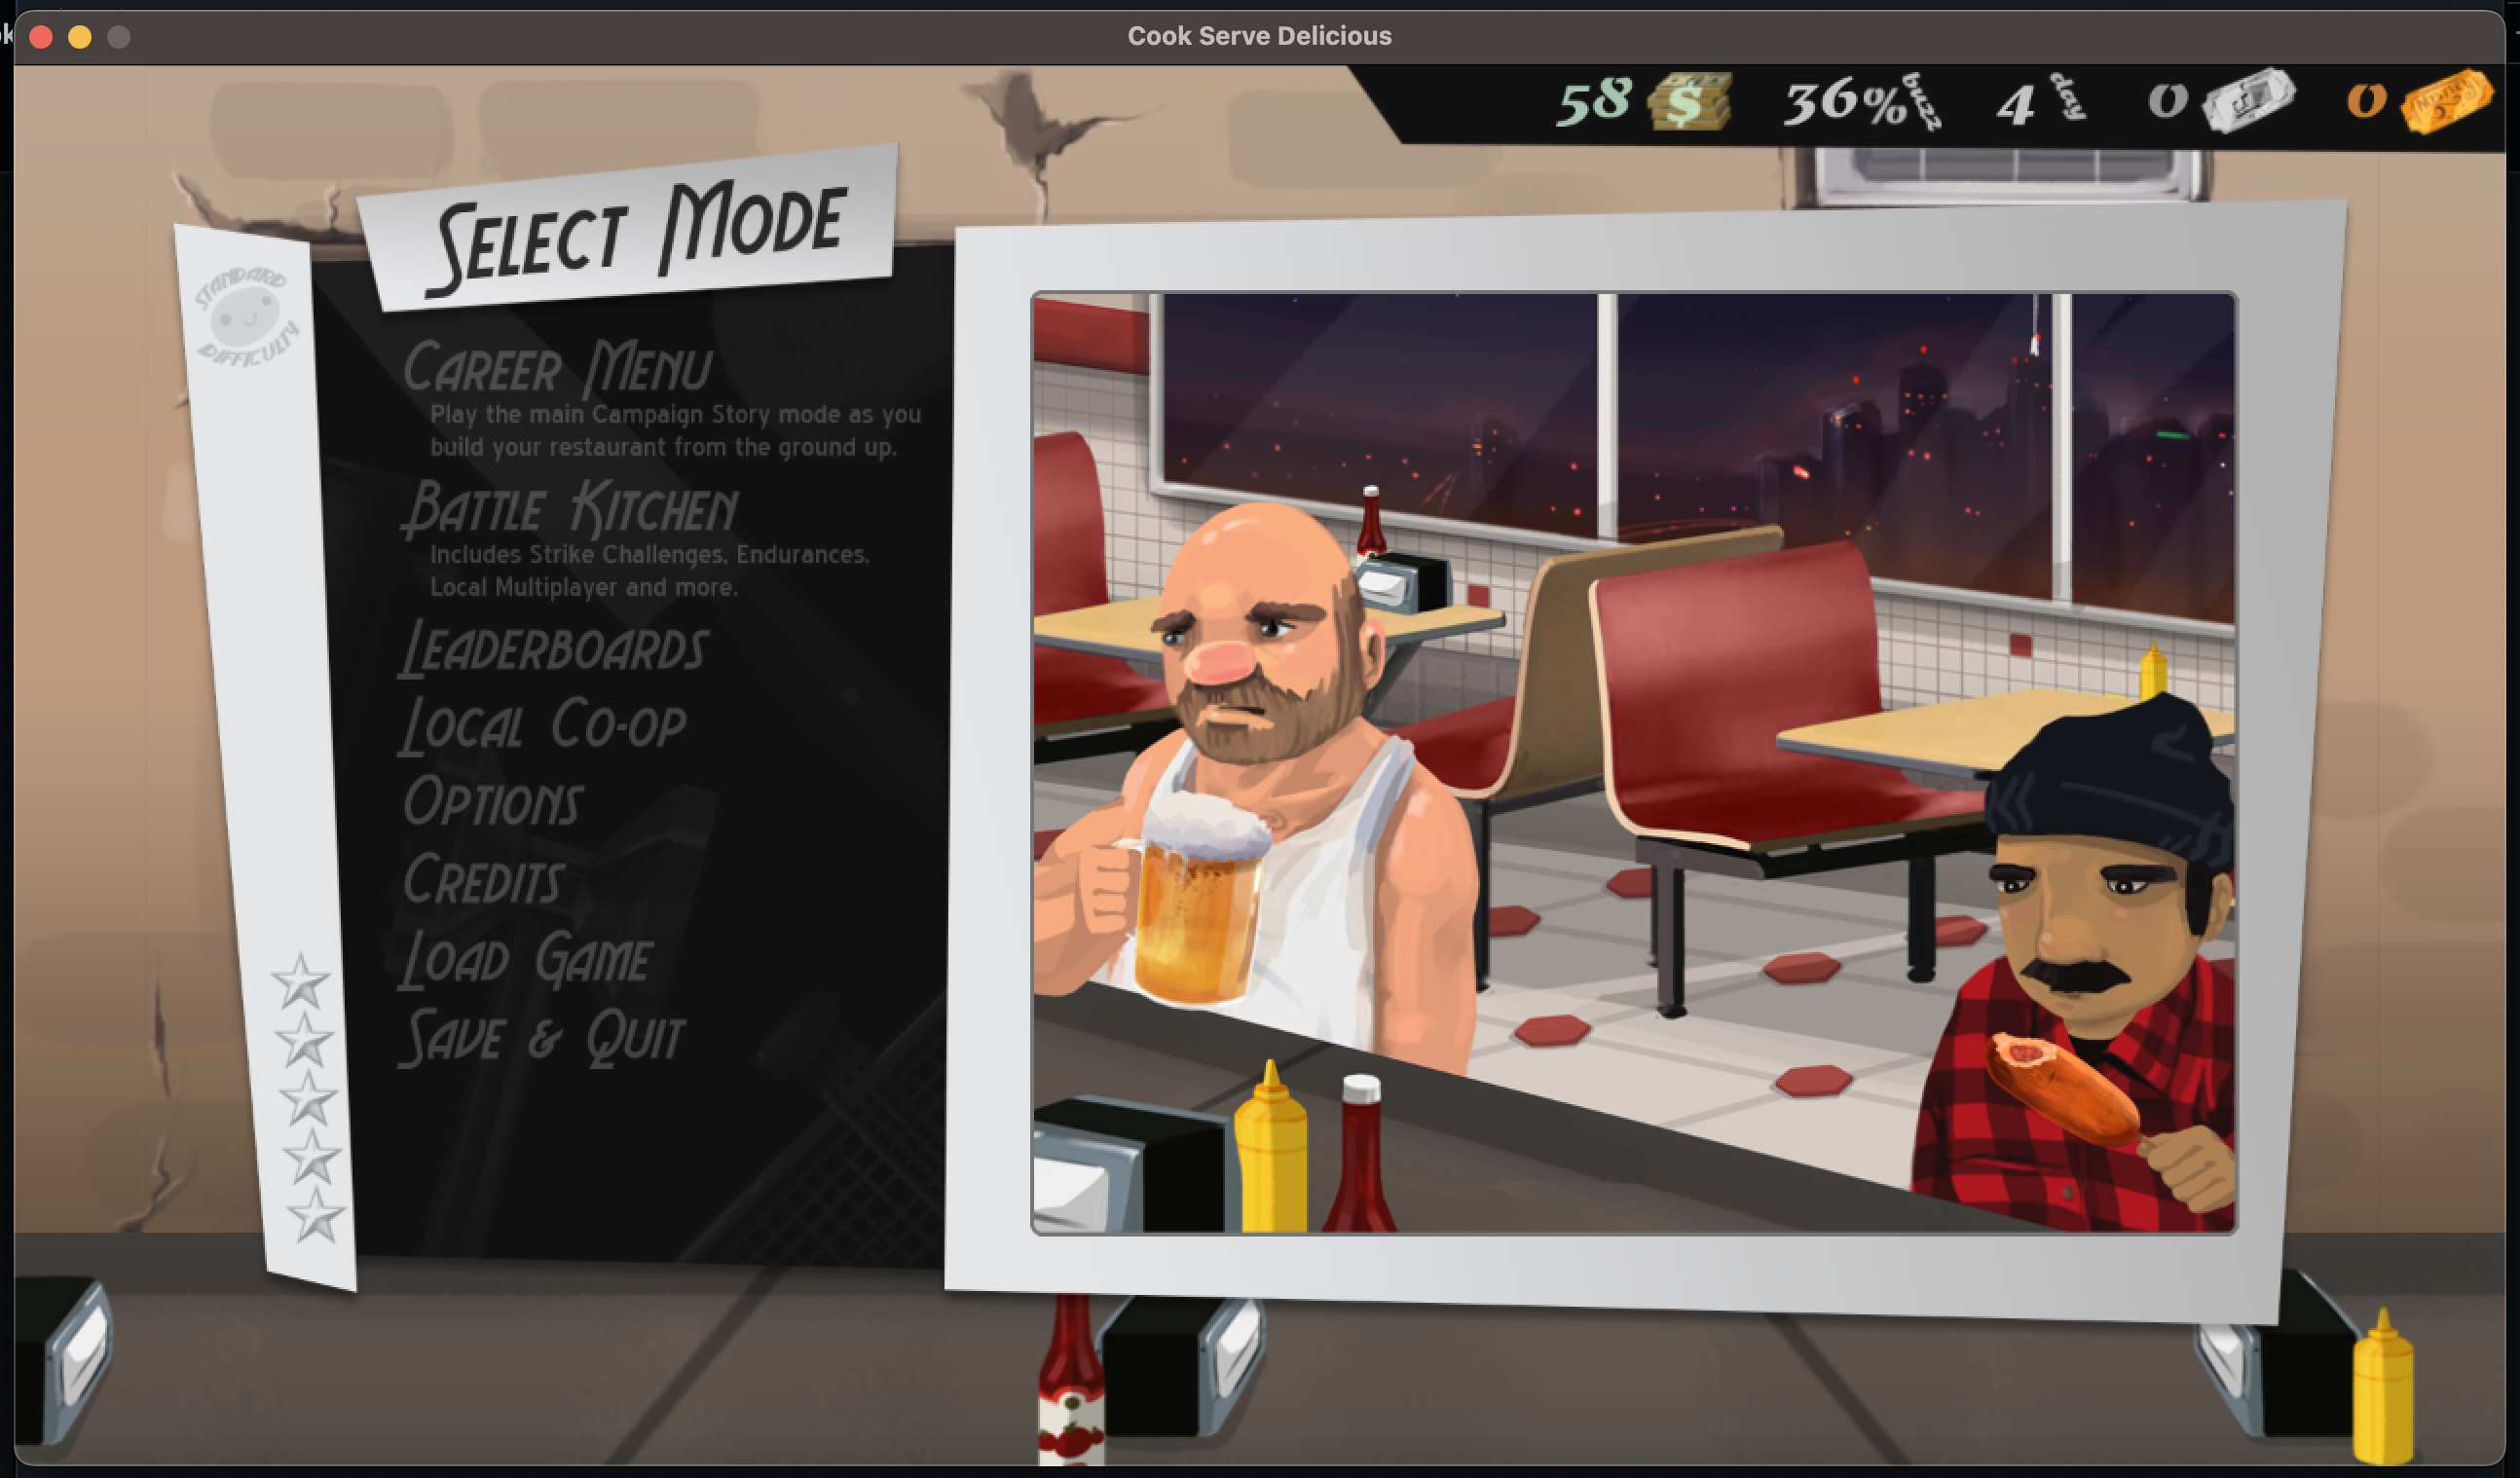 Cook Serve Delicious
58 $ 36% buzz 4 day 0 0
SELECT MODE
STANDARD
DIFFICULTY
CAREER MENU
Play the main Campaign Story mode as you
build your restaurant from the ground up.
BATTLE KITCHEN
Includes Strike Challenges, Endurances,
Local Multiplayer and more.
LEADERBOARDS
LOCAL CO-OP
OPTIONS
CREDITS
LOAD GAME
SAVE & QUIT